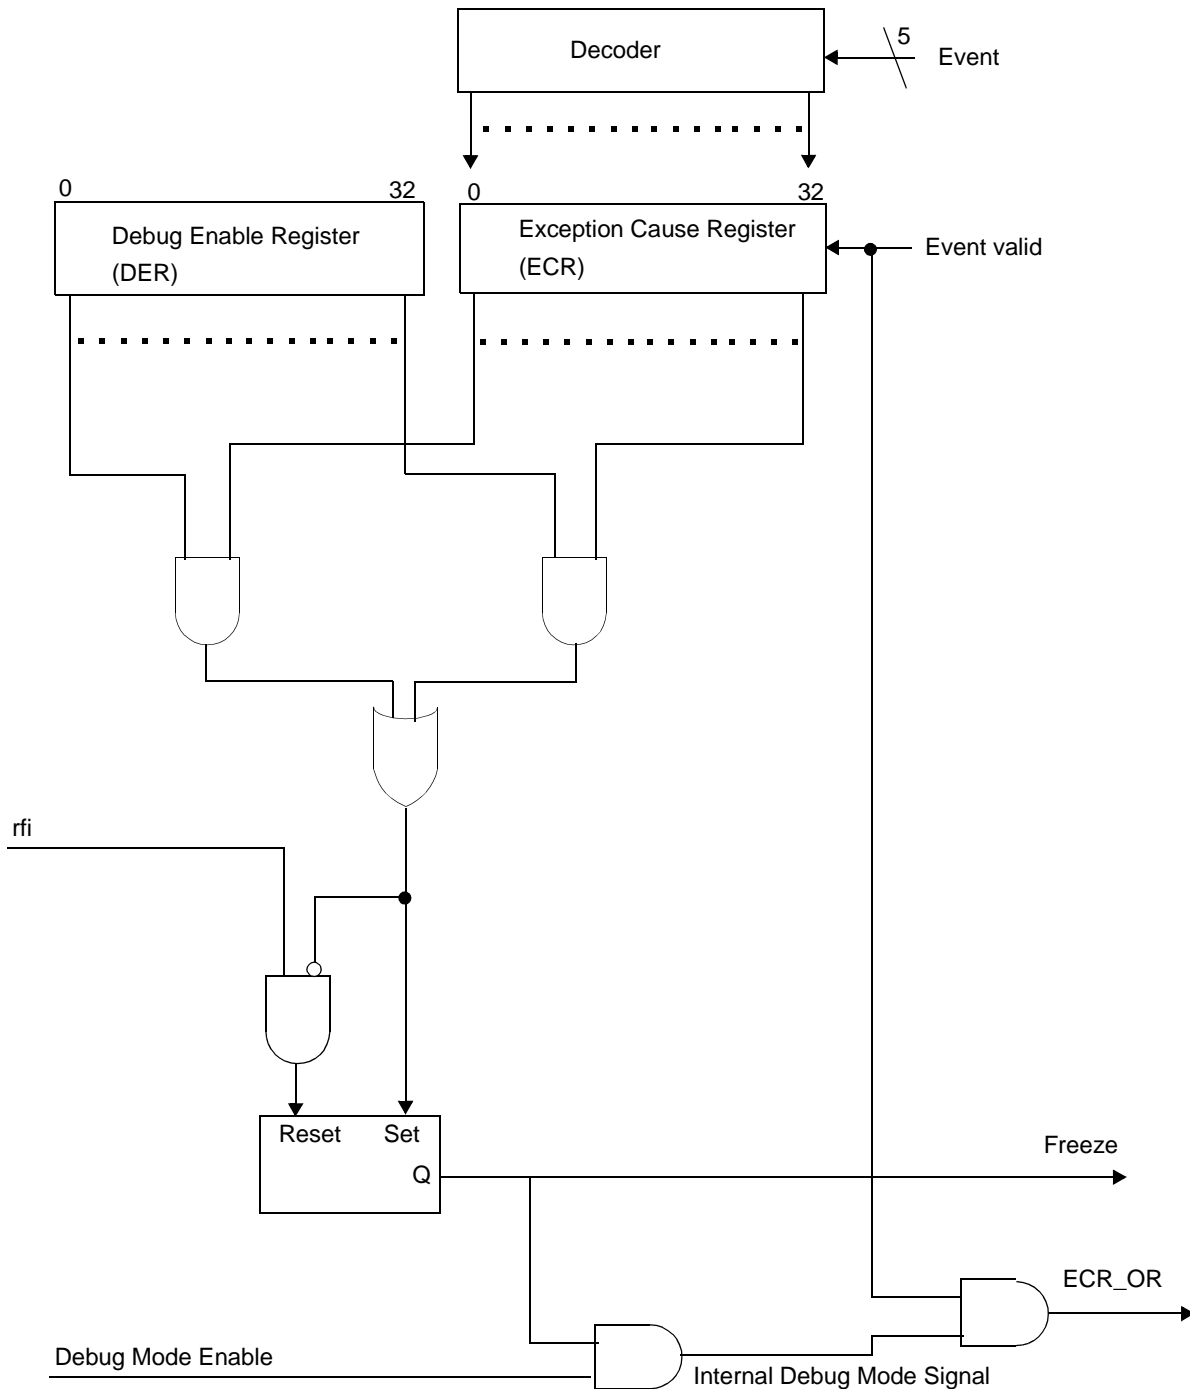 Decoder
5
Event
0
32
0
32
Debug Enable Register
(DER)
Exception Cause Register
(ECR)
Event valid
rfi
Reset
Set
Q
Freeze
ECR_OR
Debug Mode Enable
Internal Debug Mode Signal